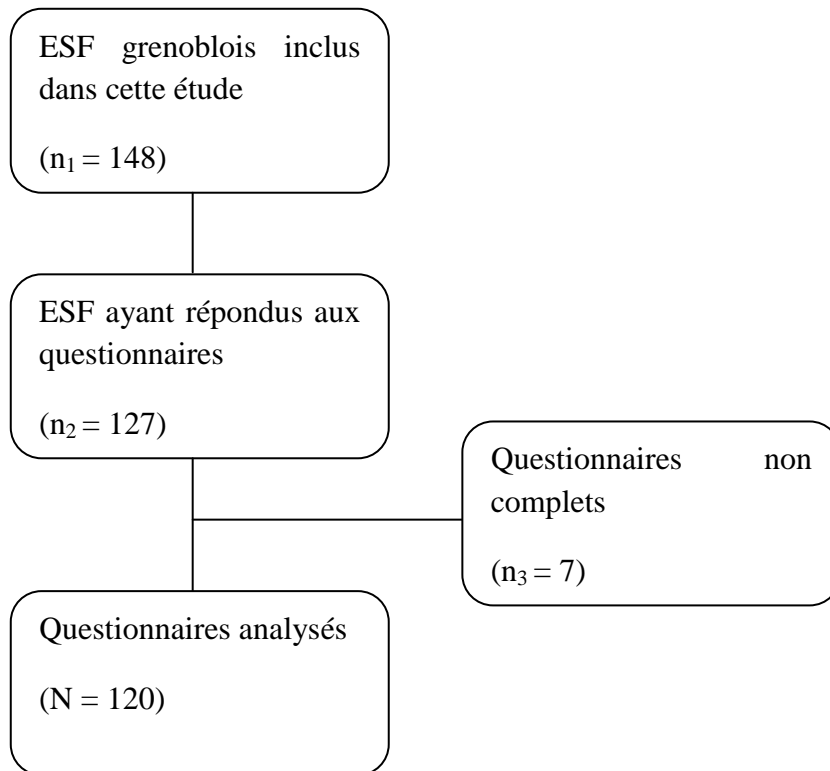 ESF grenoblois inclus
dans cette étude
(n₁ = 148)
ESF ayant répondus aux
questionnaires
(n₂ = 127)
Questionnaires non
complets
(n₃ = 7)
Questionnaires analysés
(N = 120)